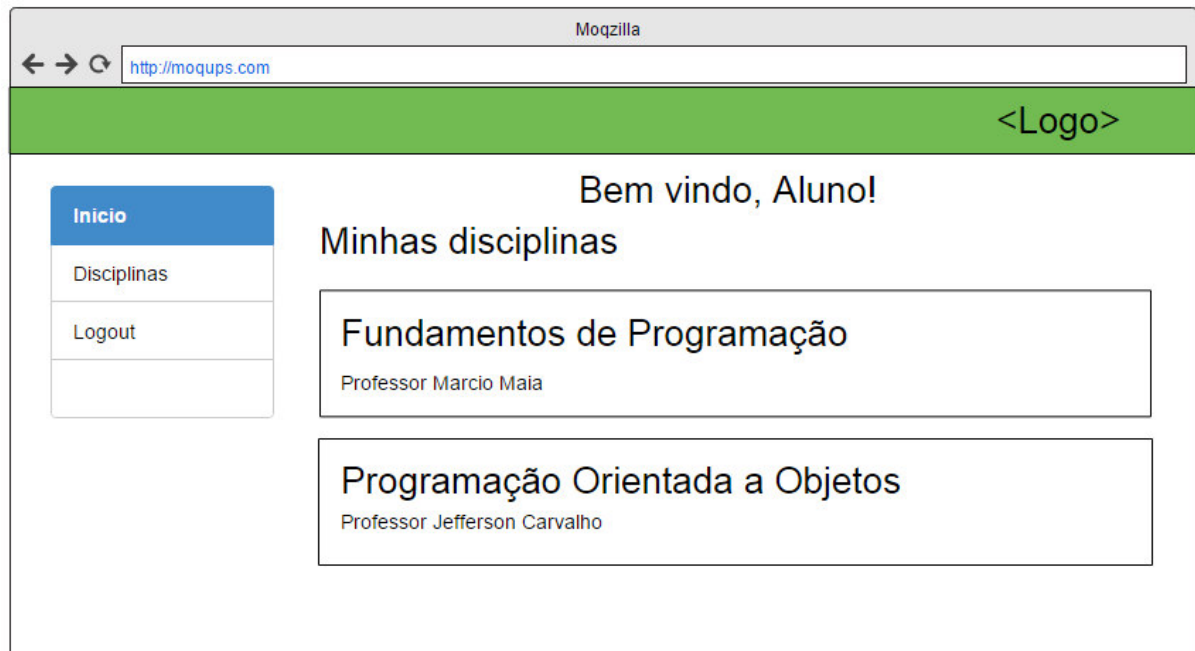 Moqzilla
http://moqups.com
<Logo>
Bem vindo, Aluno!
Inicio
Disciplinas
Logout
Minhas disciplinas
Fundamentos de Programação
Professor Marcio Maia
Programação Orientada a Objetos
Professor Jefferson Carvalho